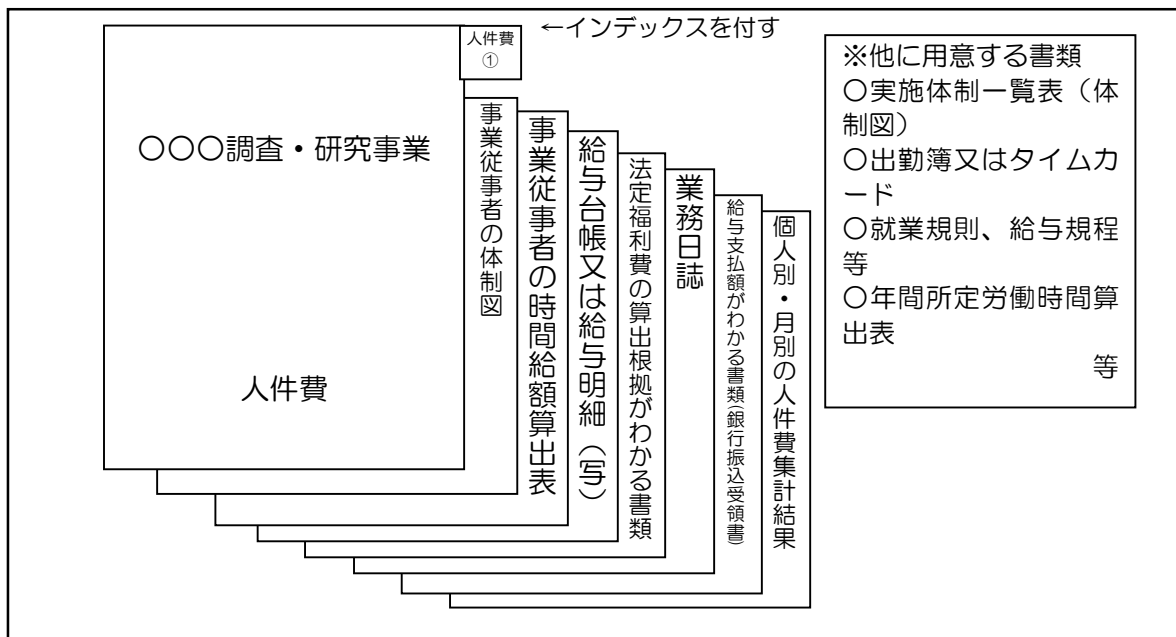 人件費
①
←インデックスを付す
〇〇〇調査・研究事業
人件費
事業従事者の体制図
事業従事者の時間給額算出表
給与台帳又は給与明細（写）
法定福利費の算出根拠がわかる書類
業務日誌
給与支払額がわかる書類（銀行振込受領書）
個人別・月別の人件費集計結果
※他に用意する書類
〇実施体制一覧表（体
制図）
〇出勤簿又はタイムカ
ード
〇就業規則、給与規程
等
〇年間所定労働時間算
出表
等